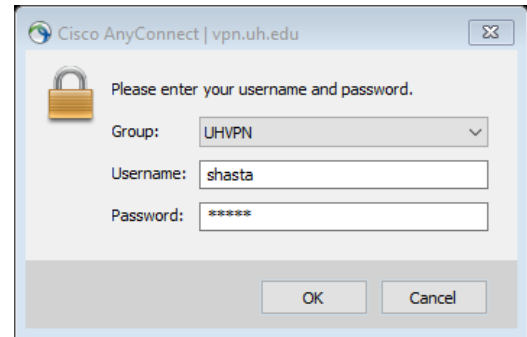 Cisco AnyConnect | vpn.uh.edu
Please enter your username and password.
Group: UHVPN
Username: shasta
Password: *****
OK Cancel